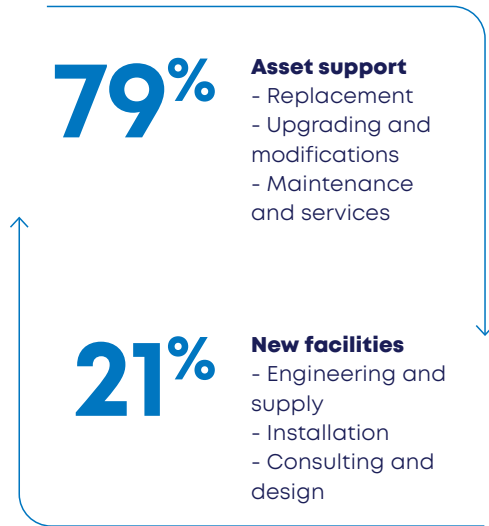 79%
Asset support
- Replacement
- Upgrading and
modifications
- Maintenance
and services
21%
New facilities
- Engineering and
supply
- Installation
- Consulting and
design